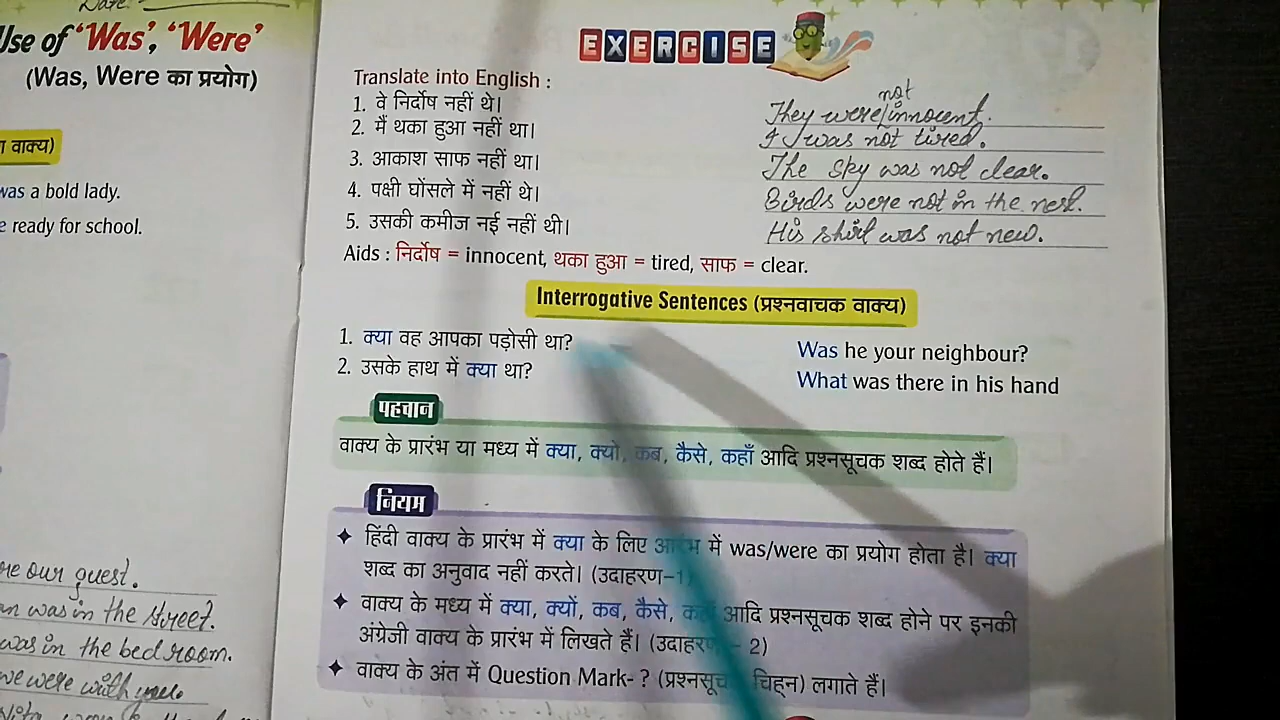 Date:
Use of 'Was', 'Were'
(Was, Were का प्रयोग)
वाक्य)
was a bold lady.
ready for school.
our guest.
was in the street.
was in the bed room.
we were with you.
EXERCISE
Translate into English :
1. वे निर्दोष नहीं थे। They were not innocent.
2. मैं थका हुआ नहीं था। I was not tired.
3. आकाश साफ नहीं था। The sky was not clear.
4. पक्षी घोंसले में नहीं थे। Birds were not in the nest.
5. उसकी कमीज नई नहीं थी। His shirt was not new.
Aids : निर्दोष = innocent, थका हुआ = tired, साफ = clear.
Interrogative Sentences (प्रश्नवाचक वाक्य)
1. क्या वह आपका पड़ोसी था? Was he your neighbour?
2. उसके हाथ में क्या था? What was there in his hand
पहचान
वाक्य के प्रारंभ या मध्य में क्या, क्यों, कब, कैसे, कहाँ आदि प्रश्नसूचक शब्द होते हैं।
नियम
हिंदी वाक्य के प्रारंभ में क्या के लिए आरंभ में was/were का प्रयोग होता है। क्या
शब्द का अनुवाद नहीं करते। (उदाहरण-1)
वाक्य के मध्य में क्या, क्यों, कब, कैसे, कहाँ आदि प्रश्नसूचक शब्द होने पर इनकी
अंग्रेजी वाक्य के प्रारंभ में लिखते हैं। (उदाहरण - 2)
वाक्य के अंत में Question Mark- ? (प्रश्नसूचक चिह्न) लगाते हैं।